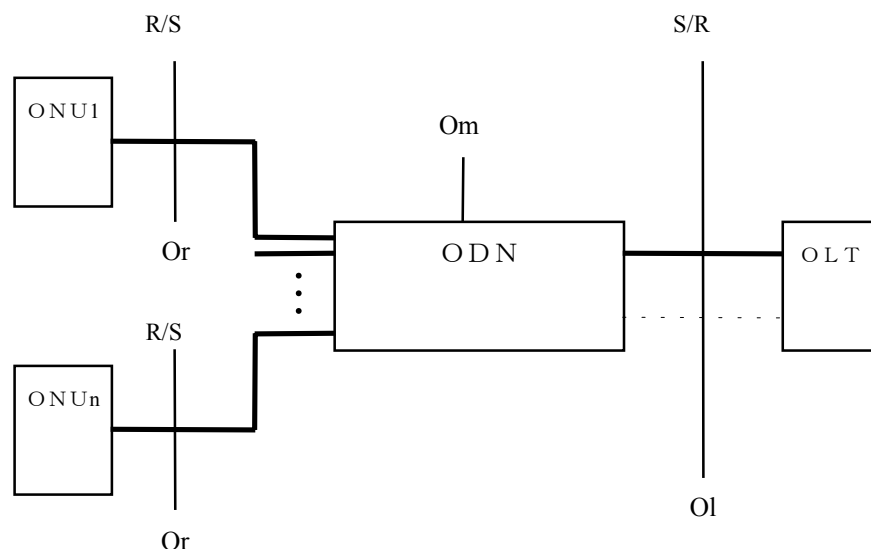 R/S
S/R
ONU1
Om
Or
ODN
OLT
R/S
ONUn
Ol
Or